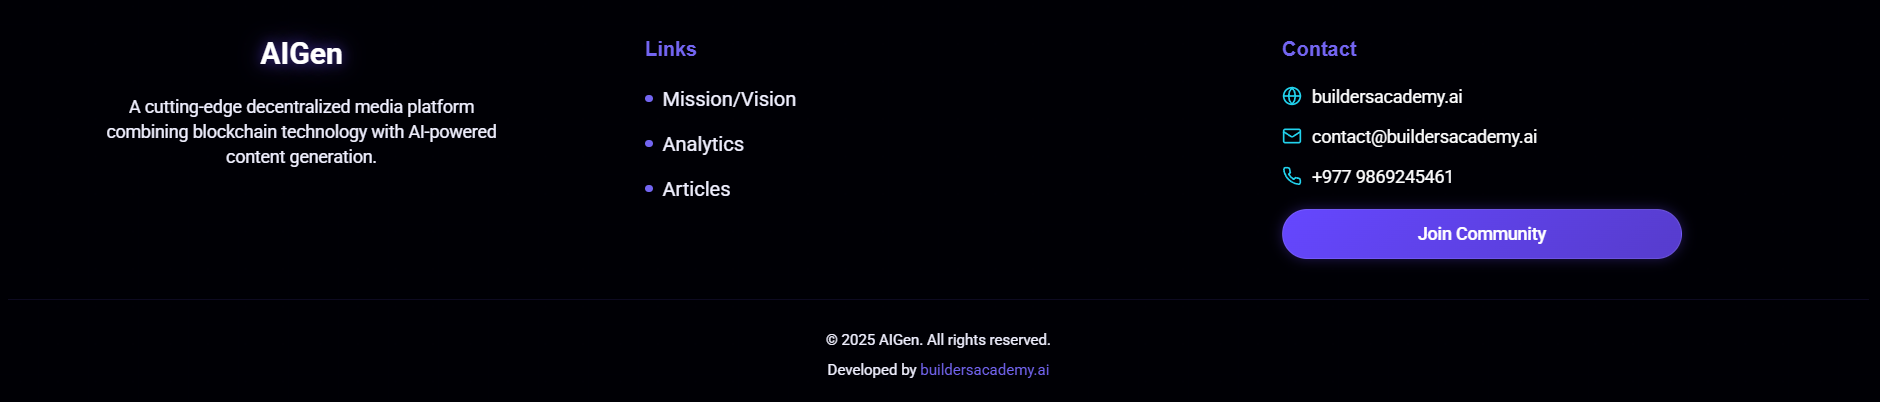 AIGen
A cutting-edge decentralized media platform
combining blockchain technology with AI-powered
content generation.
Links
Mission/Vision
Analytics
Articles
Contact
buildersacademy.ai
contact@buildersacademy.ai
+977 9869245461
Join Community
© 2025 AIGen. All rights reserved.
Developed by buildersacademy.ai